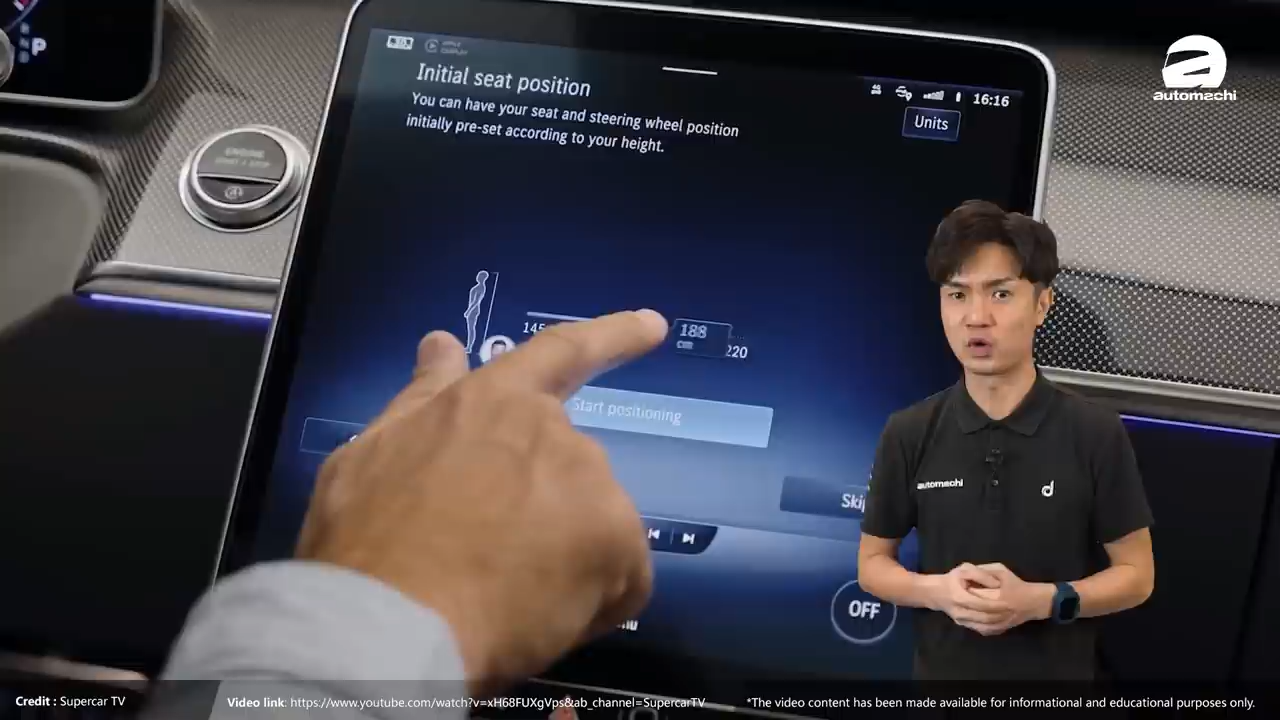 P
ENGINE
START / STOP
Initial seat position
You can have your seat and steering wheel position
initially pre-set according to your height.
16:16
Units
188
cm
145
220
Start positioning
OFF
automachi
automachi
Credit : Supercar TV
Video link: https://www.youtube.com/watch?v=xH68FUXgVps&ab_channel=SupercarTV
*The video content has been made available for informational and educational purposes only.